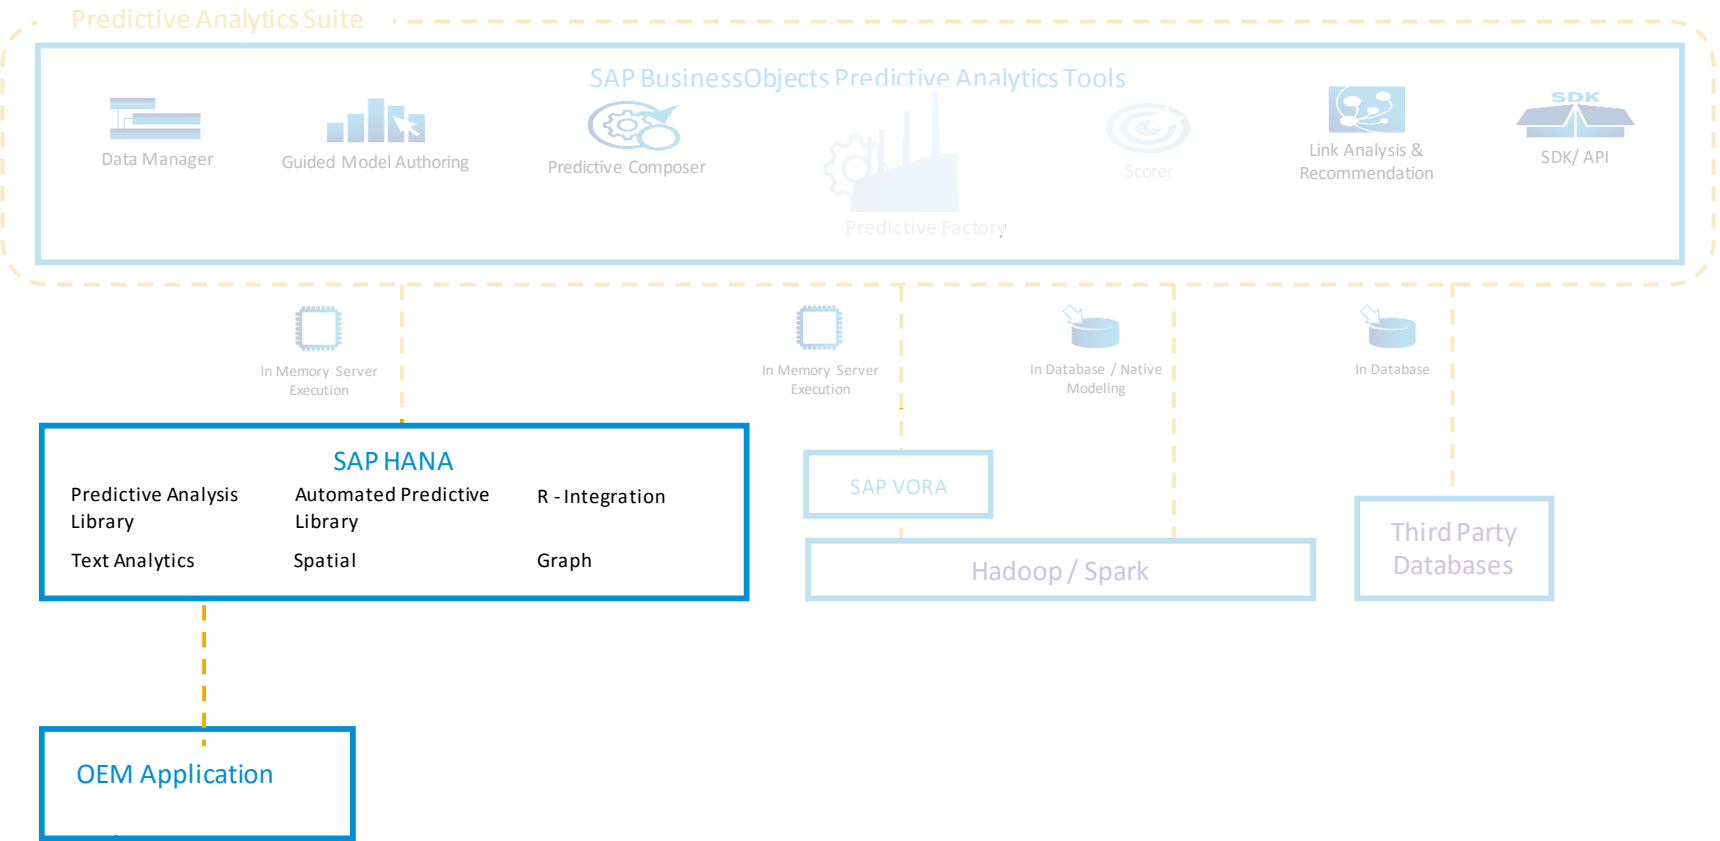 Predictive Analytics Suite
SAP BusinessObjects Predictive Analytics Tools
Data Manager
Guided Model Authoring
Predictive Composer
Predictive Factory
Scorer
Link Analysis &
Recommendation
SDK
SDK/ API
In Memory Server
Execution
In Memory Server
Execution
In Database / Native
Modeling
In Database
SAP HANA
Predictive Analysis
Library
Automated Predictive
Library
R - Integration
Text Analytics
Spatial
Graph
SAP VORA
Hadoop / Spark
Third Party
Databases
OEM Application